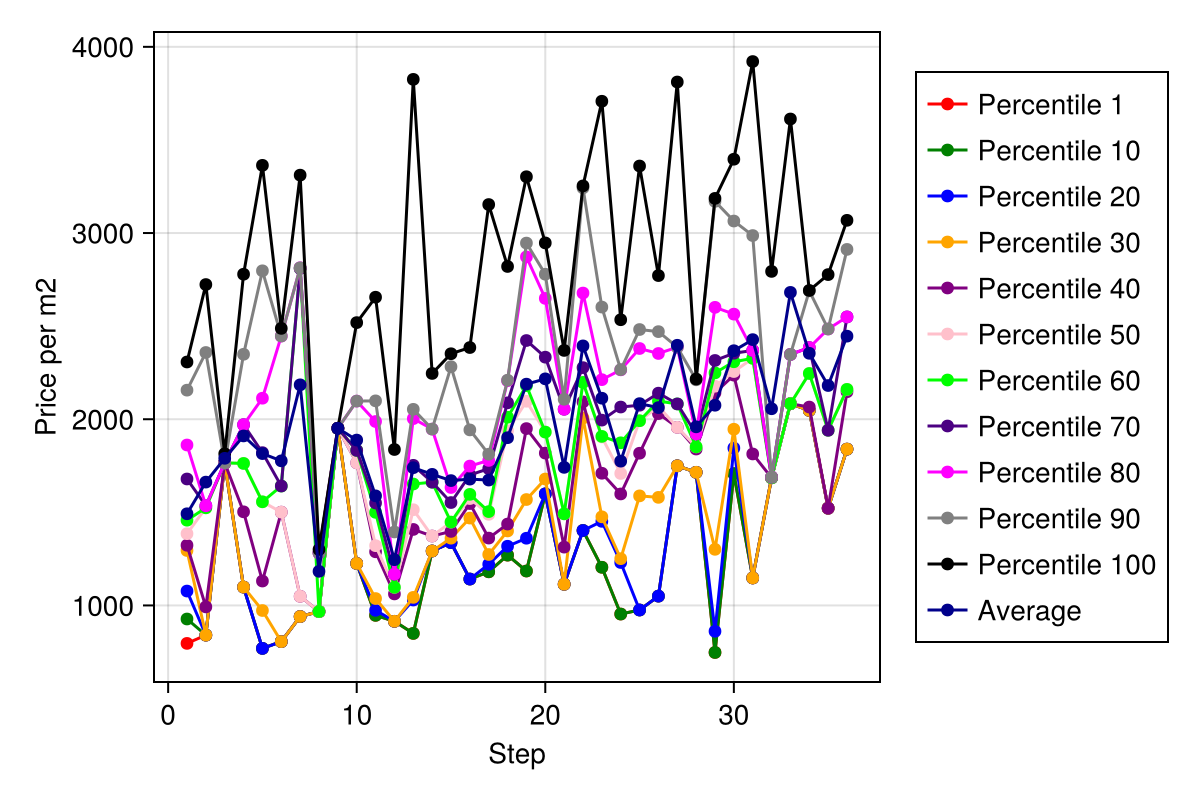 4000
3000
2000
1000
Price per m2
0
10
20
30
Step
Percentile 1
Percentile 10
Percentile 20
Percentile 30
Percentile 40
Percentile 50
Percentile 60
Percentile 70
Percentile 80
Percentile 90
Percentile 100
Average